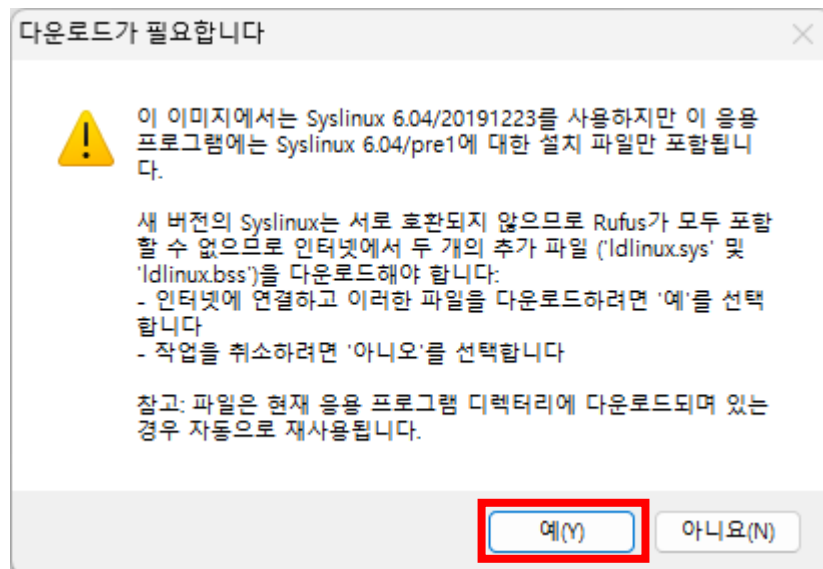 다운로드가 필요합니다
이 이미지에서는 Syslinux 6.04/20191223를 사용하지만 이 응용
프로그램에는 Syslinux 6.04/pre1에 대한 설치 파일만 포함됩니
다.
새 버전의 Syslinux는 서로 호환되지 않으므로 Rufus가 모두 포함
할 수 없으므로 인터넷에서 두 개의 추가 파일 ('ldlinux.sys' 및
'ldlinux.bss')을 다운로드해야 합니다:
- 인터넷에 연결하고 이러한 파일을 다운로드하려면 '예'를 선택
합니다
- 작업을 취소하려면 '아니오'를 선택합니다
참고: 파일은 현재 응용 프로그램 디렉터리에 다운로드되며 있는
경우 자동으로 재사용됩니다.
예(Y) 아니요(N)